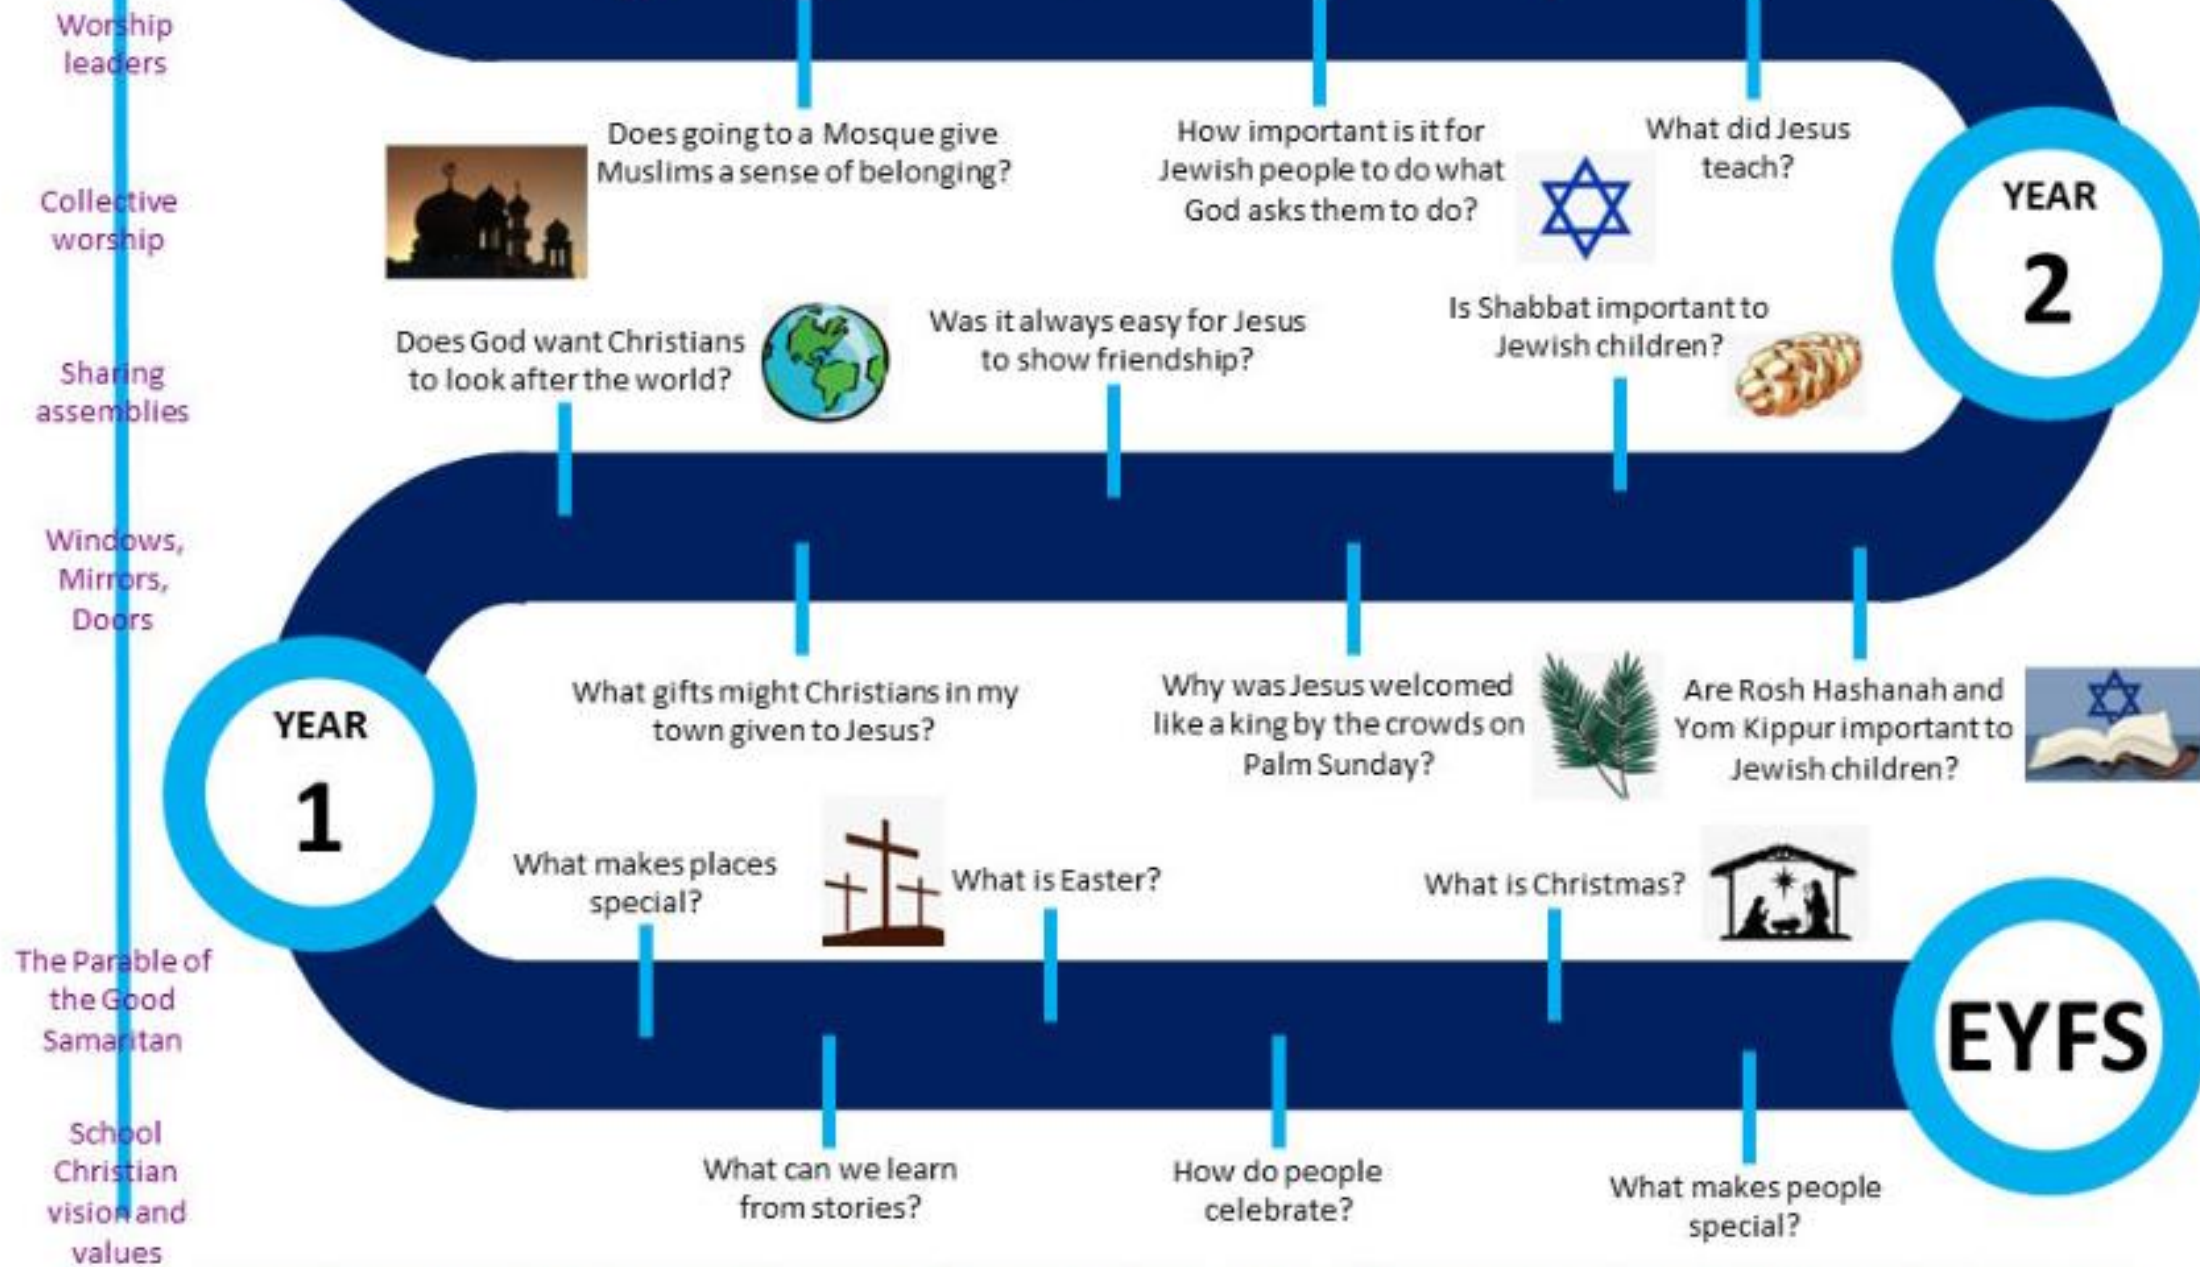 Worship
leaders
Collective
worship
Sharing
assemblies
Windows,
Mirrors,
Doors
The Parable of
the Good
Samaritan
School
Christian
vision and
values
Does going to a Mosque give
Muslims a sense of belonging?
How important is it for
Jewish people to do what
God asks them to do?
What did Jesus
teach?
YEAR
2
Does God want Christians
to look after the world?
Was it always easy for Jesus
to show friendship?
Is Shabbat important to
Jewish children?
YEAR
1
What gifts might Christians in my
town given to Jesus?
Why was Jesus welcomed
like a king by the crowds on
Palm Sunday?
Are Rosh Hashanah and
Yom Kippur important to
Jewish children?
What makes places
special?
What is Easter?
What is Christmas?
EYFS
What can we learn
from stories?
How do people
celebrate?
What makes people
special?